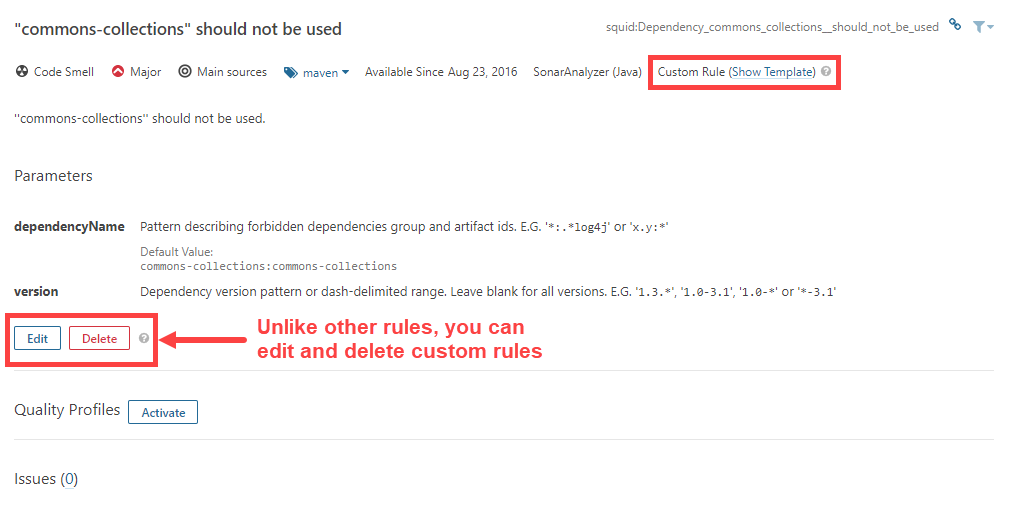 "commons-collections" should not be used
squid:Dependency_commons_collections__should_not_be_used
Code Smell Major Main sources maven Available Since Aug 23, 2016 SonarAnalyzer (Java) Custom Rule (Show Template) ?
"commons-collections" should not be used.
Parameters
dependencyName Pattern describing forbidden dependencies group and artifact ids. E.G. '*:.*log4j' or 'x.y:*'
Default Value:
commons-collections:commons-collections
version Dependency version pattern or dash-delimited range. Leave blank for all versions. E.G. '1.3.*', '1.0-3.1', '1.0-*' or '*-3.1'
Edit Delete ?
Unlike other rules, you can
edit and delete custom rules
Quality Profiles Activate
Issues (0)